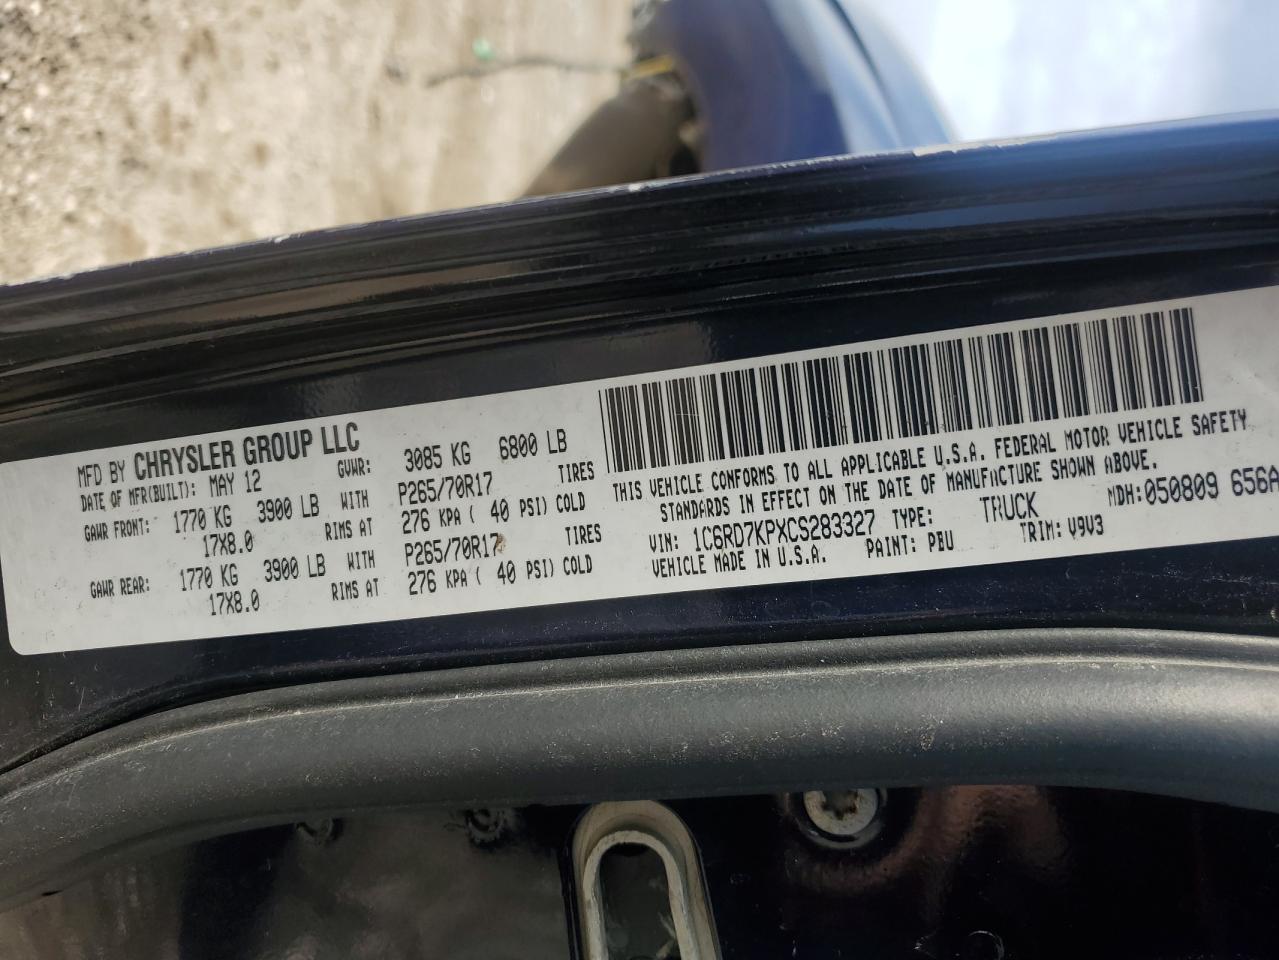 MFD BY CHRYSLER GROUP LLC
DATE OF MFR(BUILT): MAY 12 GVWR: 3085 KG 6800 LB
GAWR FRONT: 1770 KG 3900 LB WITH P265/70R17 TIRES
17X8.0 RIMS AT 276 KPA ( 40 PSI) COLD
GAWR REAR: 1770 KG 3900 LB WITH P265/70R17 TIRES
17X8.0 RIMS AT 276 KPA ( 40 PSI) COLD
THIS VEHICLE CONFORMS TO ALL APPLICABLE U.S.A. FEDERAL MOTOR VEHICLE SAFETY
STANDARDS IN EFFECT ON THE DATE OF MANUFACTURE SHOWN ABOVE.
VIN: 1C6RD7KPXCS283327 TYPE: TRUCK MDH:050809 656A
VEHICLE MADE IN U.S.A. PAINT: PBU TRIM: V9V3